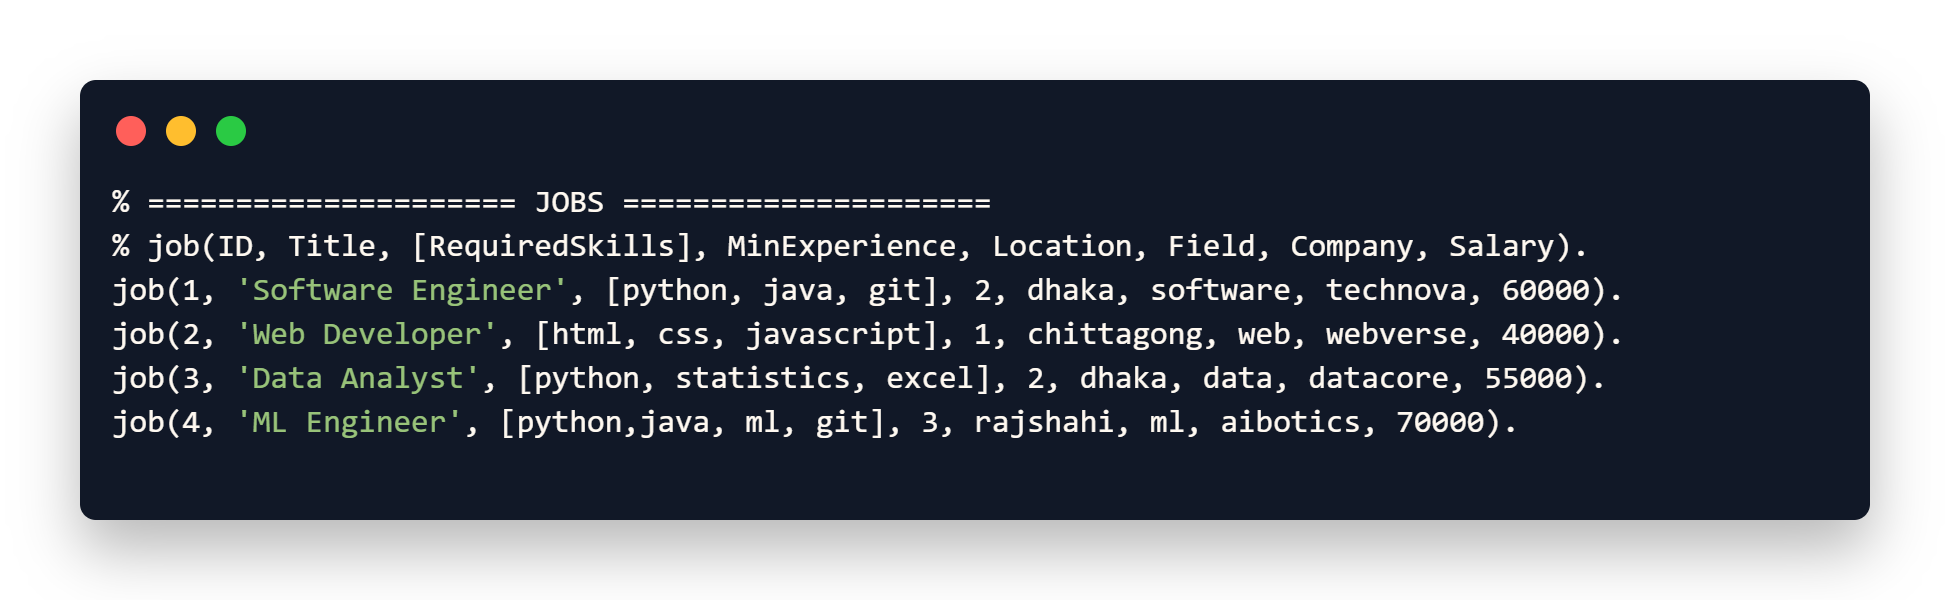 % ===================== JOBS =====================
% job(ID, Title, [RequiredSkills], MinExperience, Location, Field, Company, Salary).
job(1, 'Software Engineer', [python, java, git], 2, dhaka, software, technova, 60000).
job(2, 'Web Developer', [html, css, javascript], 1, chittagong, web, webverse, 40000).
job(3, 'Data Analyst', [python, statistics, excel], 2, dhaka, data, datacore, 55000).
job(4, 'ML Engineer', [python,java, ml, git], 3, rajshahi, ml, aibotics, 70000).